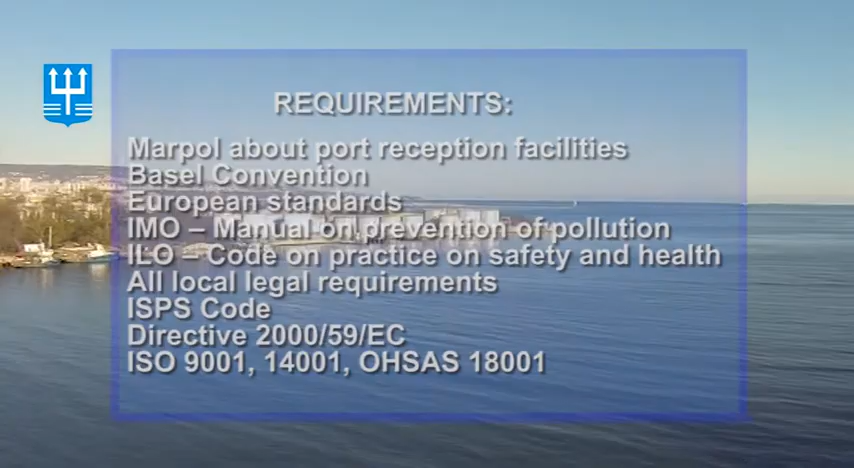 REQUIREMENTS:
Marpol about port reception facilities
Basel Convention
European standards
IMO – Manual on prevention of pollution
ILO – Code on practice on safety and health
All local legal requirements
ISPS Code
Directive 2000/59/EC
ISO 9001, 14001, OHSAS 18001